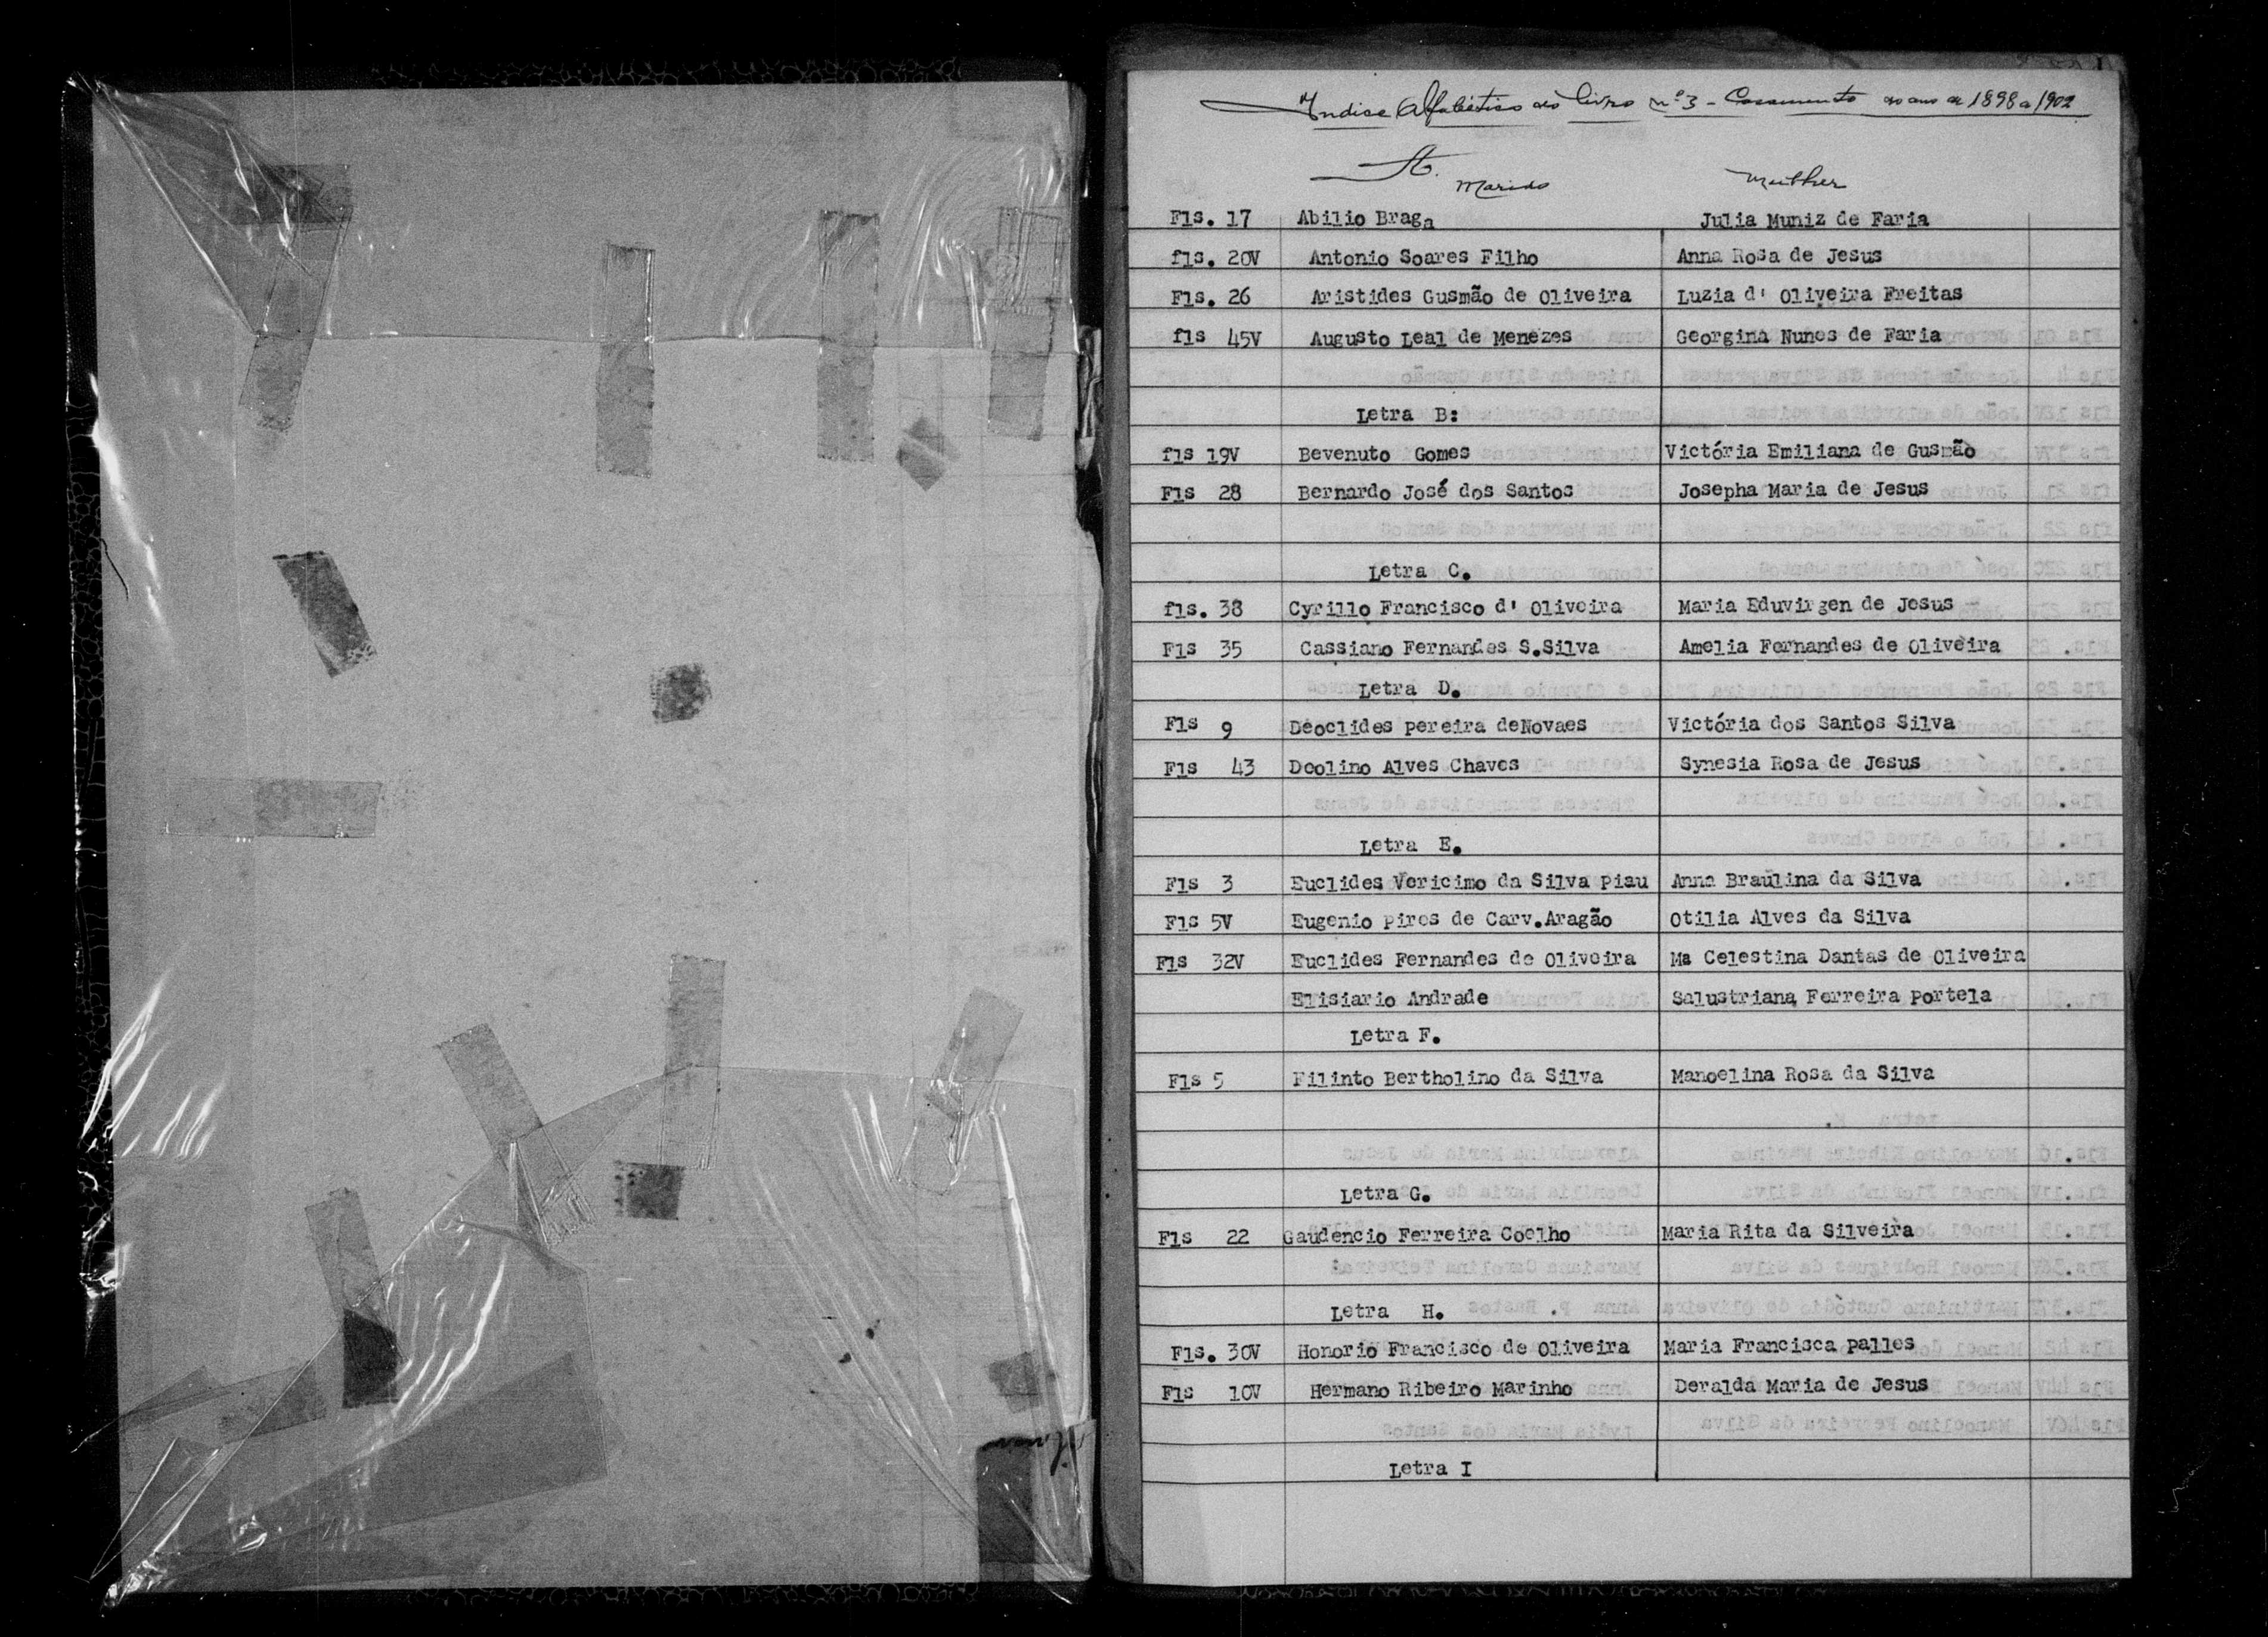 Indice Alfabético do livro nº 3 - Casamento do ano de 1898 a 1902
A.
Marido Mulher
Fls. 17 Abilio Braga Julia Muniz de Faria
fls. 20V Antonio Soares Filho Anna Rosa de Jesus
Fls. 26 Aristides Gusmão de Oliveira Luzia d' Oliveira Freitas
fls 45V Augusto Leal de Menezes Georgina Nunes de Faria
Letra B:
fls 19V Bevenuto Gomes Victória Emiliana de Gusmão
Fls 28 Bernardo José dos Santos Josepha Maria de Jesus
Letra C.
fls. 38 Cyrillo Francisco d' Oliveira Maria Eduvirgen de Jesus
Fls 35 Cassiano Fernandes S.Silva Amelia Fernandes de Oliveira
Letra D.
Fls 9 Deoclides pereira deNovaes Victória dos Santos Silva
Fls 43 Deolino Alves Chaves Synesia Rosa de Jesus
Letra E.
Fls 3 Euclides Vericimo da Silva Piau Anna Braulina da Silva
Fls 5V Eugenio pires de Carv.Aragão Otilia Alves da Silva
Fls 32V Euclides Fernandes de Oliveira Mª Celestina Dantas de Oliveira
Elisiario Andrade Salustriana Ferreira Portela
Letra F.
Fls 5 Filinto Bertholino da Silva Manoelina Rosa da Silva
Letra G.
Fls 22 Gaudencio Ferreira Coelho Maria Rita da Silveira
Letra H.
Fls. 30V Honorio Francisco de Oliveira Maria Francisca palles
Fls 10V Hermano Ribeiro Marinho Deralda Maria de Jesus
Letra I